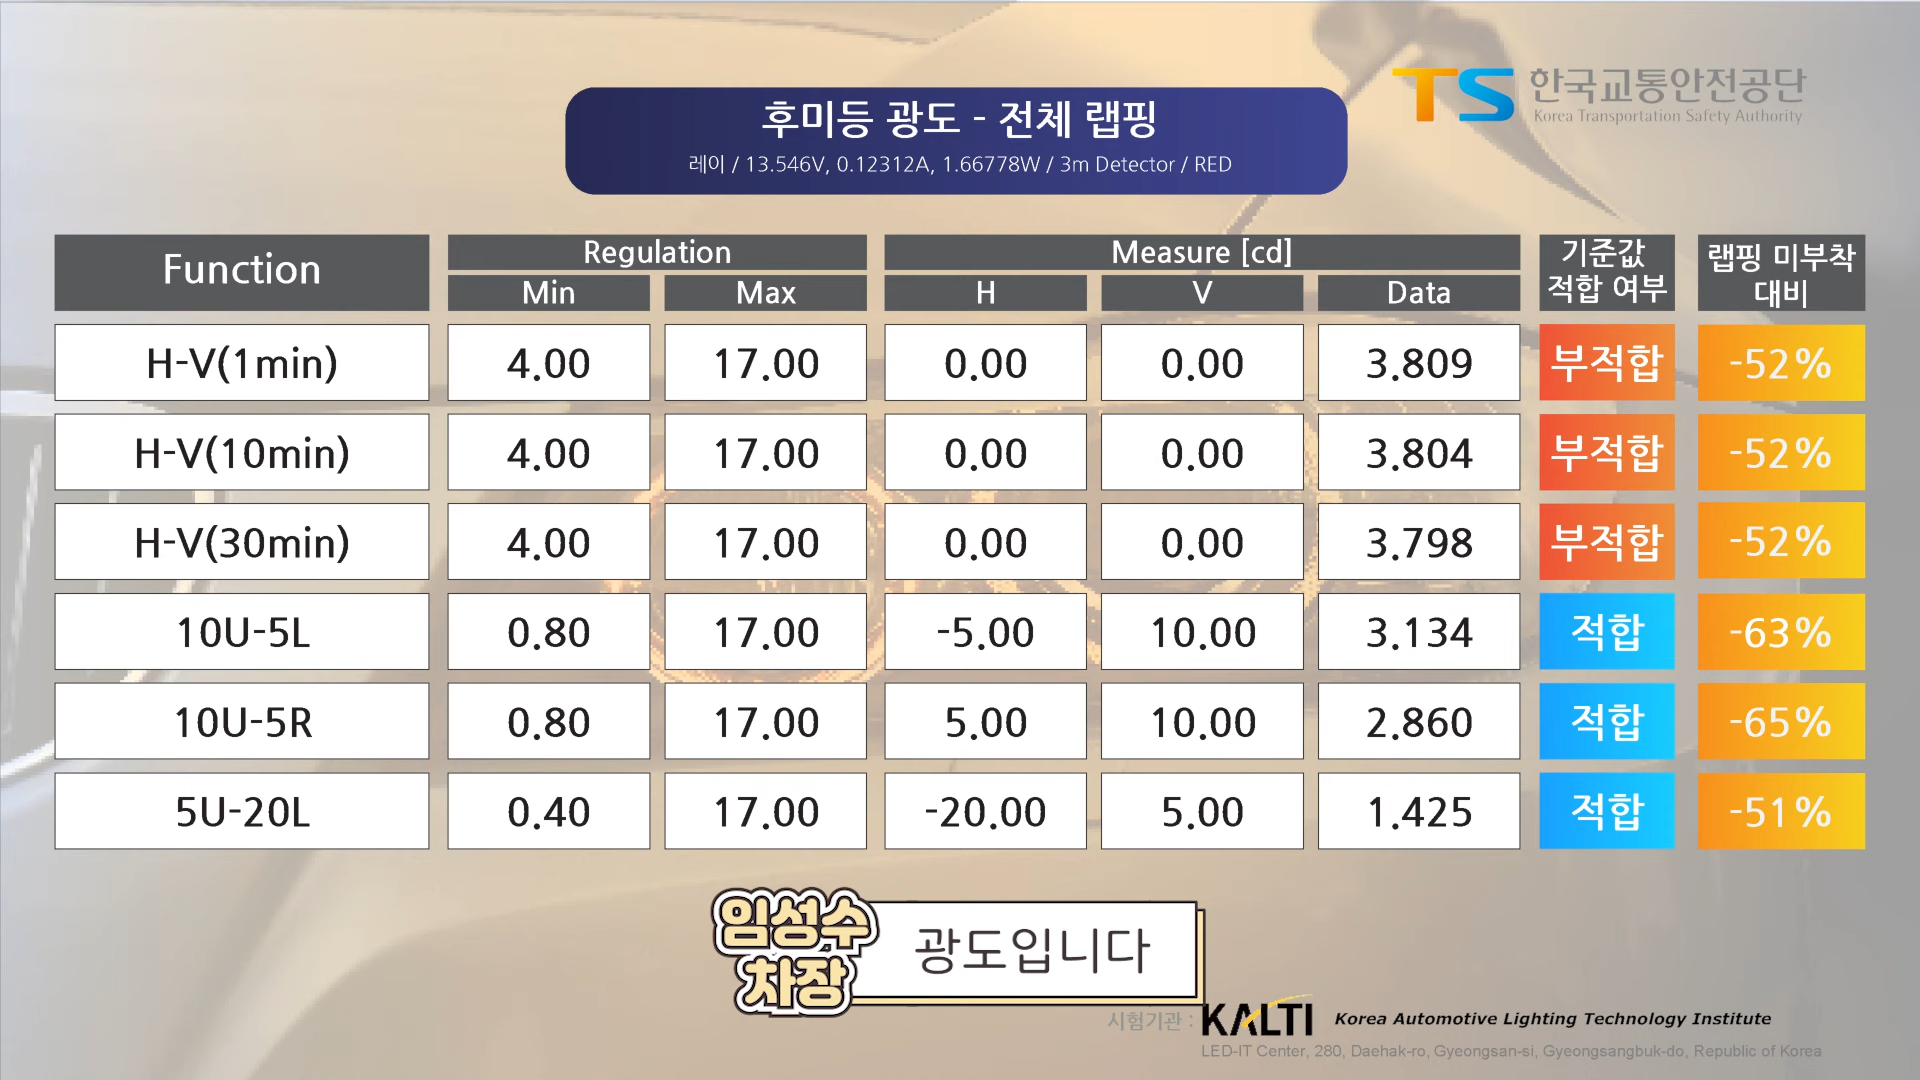 TS 한국교통안전공단
Korea Transportation Safety Authority
후미등 광도 - 전체 랩핑
레이 / 13.546V, 0.12312A, 1.66778W / 3m Detector / RED
Function Regulation Measure [cd] 기준값 적합 여부 랩핑 미부착 대비
Min Max H V Data
H-V(1min) 4.00 17.00 0.00 0.00 3.809 부적합 -52%
H-V(10min) 4.00 17.00 0.00 0.00 3.804 부적합 -52%
H-V(30min) 4.00 17.00 0.00 0.00 3.798 부적합 -52%
10U-5L 0.80 17.00 -5.00 10.00 3.134 적합 -63%
10U-5R 0.80 17.00 5.00 10.00 2.860 적합 -65%
5U-20L 0.40 17.00 -20.00 5.00 1.425 적합 -51%
임성수
차장
광도입니다
시험기관 : KALTI Korea Automotive Lighting Technology Institute
LED-IT Center, 280, Daehak-ro, Gyeongsan-si, Gyeongsangbuk-do, Republic of Korea